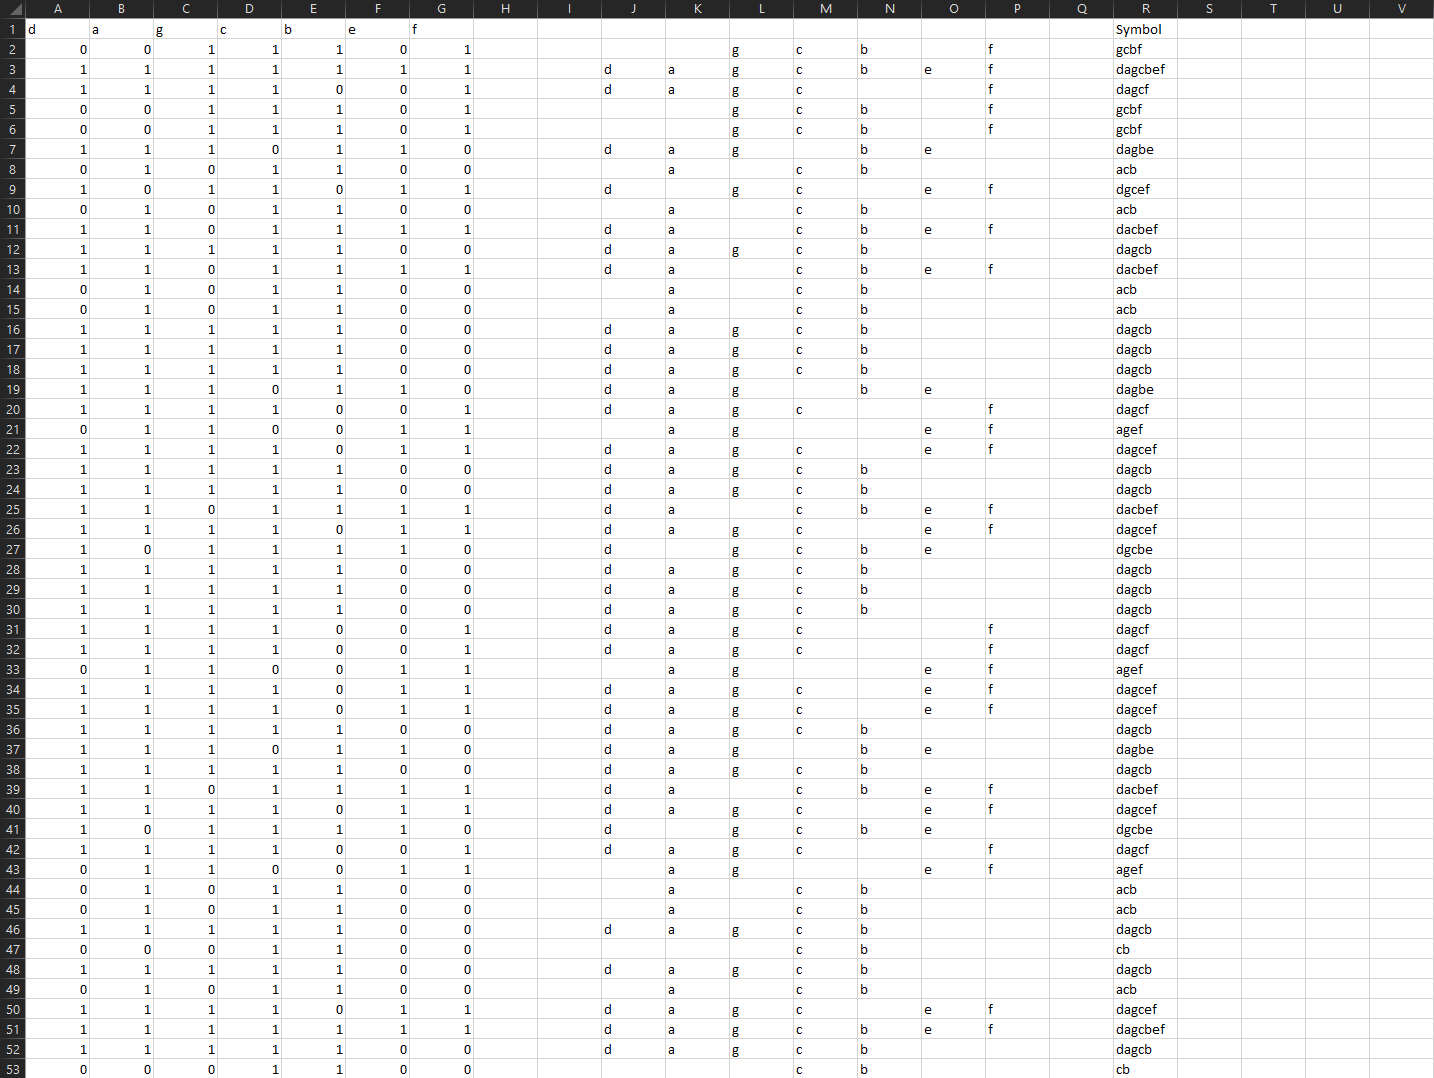 A B C D E F G H I J K L M N O P Q R S T U V
1 d a g c b e f Symbol
2 0 0 1 1 1 0 1 g c b f gcbf
3 1 1 1 1 1 1 1 d a g c b e f dagcbef
4 1 1 1 1 0 0 1 d a g c f dagcf
5 0 0 1 1 1 0 1 g c b f gcbf
6 0 0 1 1 1 0 1 g c b f gcbf
7 1 1 1 0 1 1 0 d a g b e dagbe
8 0 1 0 1 1 0 0 a c b acb
9 1 0 1 1 0 1 1 d g c e f dgcef
10 0 1 0 1 1 0 0 a c b acb
11 1 1 0 1 1 1 1 d a c b e f dacbef
12 1 1 1 1 1 0 0 d a g c b dagcb
13 1 1 0 1 1 1 1 d a c b e f dacbef
14 0 1 0 1 1 0 0 a c b acb
15 0 1 0 1 1 0 0 a c b acb
16 1 1 1 1 1 0 0 d a g c b dagcb
17 1 1 1 1 1 0 0 d a g c b dagcb
18 1 1 1 1 1 0 0 d a g c b dagcb
19 1 1 1 0 1 1 0 d a g b e dagbe
20 1 1 1 1 0 0 1 d a g c f dagcf
21 0 1 1 0 0 1 1 a g e f agef
22 1 1 1 1 0 1 1 d a g c e f dagcef
23 1 1 1 1 1 0 0 d a g c b dagcb
24 1 1 1 1 1 0 0 d a g c b dagcb
25 1 1 0 1 1 1 1 d a c b e f dacbef
26 1 1 1 1 0 1 1 d a g c e f dagcef
27 1 0 1 1 1 1 0 d g c b e dgcbe
28 1 1 1 1 1 0 0 d a g c b dagcb
29 1 1 1 1 1 0 0 d a g c b dagcb
30 1 1 1 1 1 0 0 d a g c b dagcb
31 1 1 1 1 0 0 1 d a g c f dagcf
32 1 1 1 1 0 0 1 d a g c f dagcf
33 0 1 1 0 0 1 1 a g e f agef
34 1 1 1 1 0 1 1 d a g c e f dagcef
35 1 1 1 1 0 1 1 d a g c e f dagcef
36 1 1 1 1 1 0 0 d a g c b dagcb
37 1 1 1 0 1 1 0 d a g b e dagbe
38 1 1 1 1 1 0 0 d a g c b dagcb
39 1 1 0 1 1 1 1 d a c b e f dacbef
40 1 1 1 1 0 1 1 d a g c e f dagcef
41 1 0 1 1 1 1 0 d g c b e dgcbe
42 1 1 1 1 0 0 1 d a g c f dagcf
43 0 1 1 0 0 1 1 a g e f agef
44 0 1 0 1 1 0 0 a c b acb
45 0 1 0 1 1 0 0 a c b acb
46 1 1 1 1 1 0 0 d a g c b dagcb
47 0 0 0 1 1 0 0 c b cb
48 1 1 1 1 1 0 0 d a g c b dagcb
49 0 1 0 1 1 0 0 a c b acb
50 1 1 1 1 0 1 1 d a g c e f dagcef
51 1 1 1 1 1 1 1 d a g c b e f dagcbef
52 1 1 1 1 1 0 0 d a g c b dagcb
53 0 0 0 1 1 0 0 c b cb